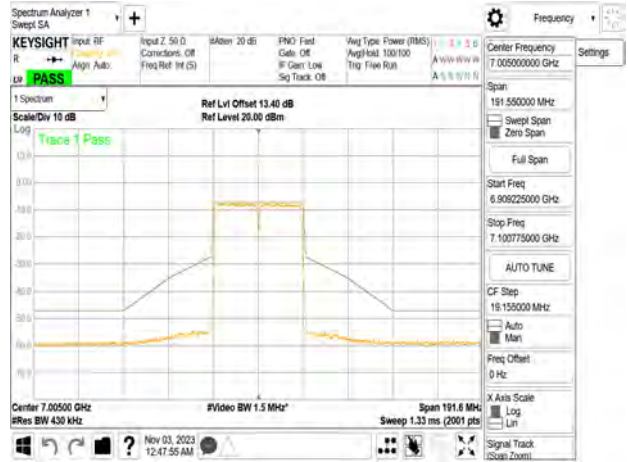 Spectrum Analyzer 1
Swept SA
Frequency
KEYSIGHT
Input: RF
Align: Auto
Input Z: 50 Ω
Corrections: Off
Freq Ref: Int (S)
#Atten: 20 dB
PNO: Fast
Gate: Off
IF Gain: Low
Sig Track: Off
Avg Type: Power (RMS)
Avg|Hold: 100/100
Trig: Free Run
PASS
Center Frequency
7.005000000 GHz
Settings
Span
191.550000 MHz
Swept Span
Zero Span
Full Span
Start Freq
6.909225000 GHz
Stop Freq
7.100775000 GHz
AUTO TUNE
CF Step
19.155000 MHz
Auto
Man
Freq Offset
0 Hz
X Axis Scale
Log
Lin
Signal Track
(Span Zoom)
1 Spectrum
Scale/Div 10 dB
Log
Ref Lvl Offset 13.40 dB
Ref Level 20.00 dBm
Trace 1 Pass
Center 7.00500 GHz
#Res BW 430 kHz
#Video BW 1.5 MHz*
Span 191.6 MHz
Sweep 1.33 ms (2001 pts)
Nov 03, 2023
12:47:55 AM